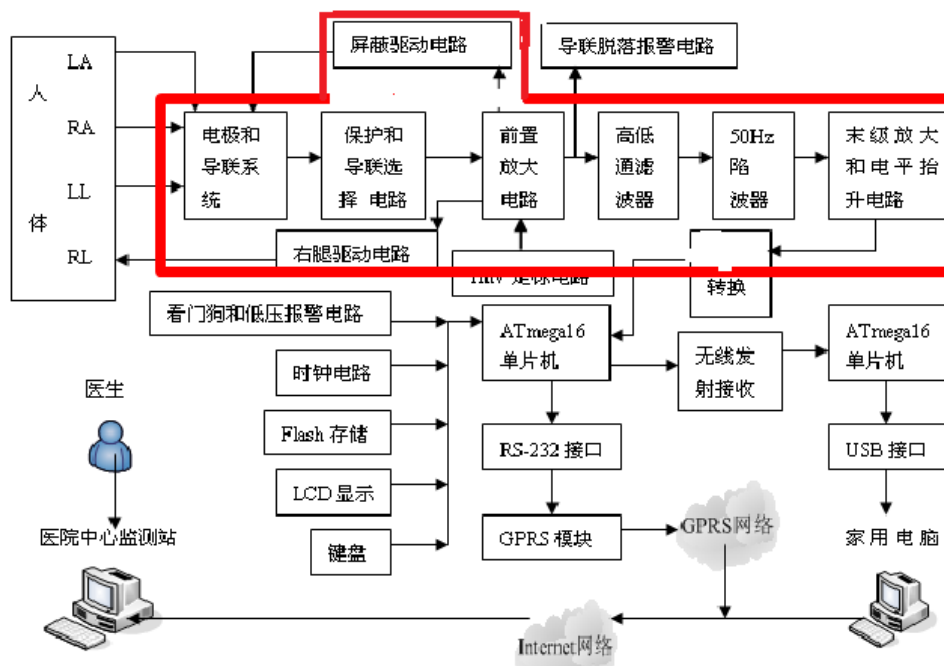 屏蔽驱动电路
导联脱落报警电路
人
体
LA
RA
LL
RL
电极和
导联系
统
保护和
导联选
择 电路
前置
放大
电路
高低
通滤
波器
50Hz
陷
波器
末级放大
和电平抬
升电路
右腿驱动电路
转换
看门狗和低压报警电路
时钟电路
Flash 存储
LCD 显示
键盘
ATmega16
单片机
无线发
射接收
ATmega16
单片机
RS-232 接口
USB 接口
GPRS 模块
GPRS网络
家用电脑
医生
医院中心监测站
Internet网络